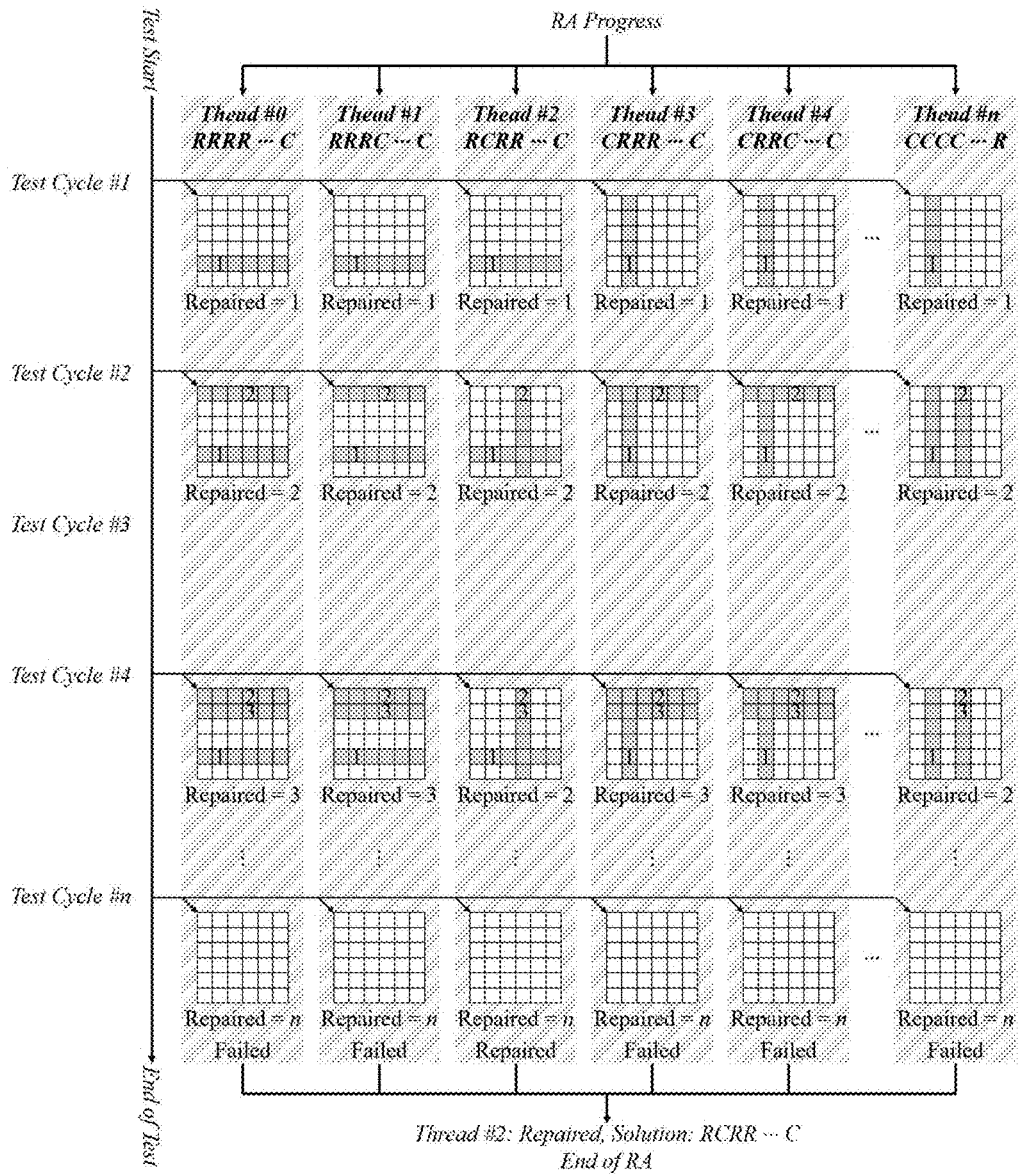 Test Start
RA Progress
Thead #0 Thead #1 Thead #2 Thead #3 Thead #4 Thead #n
RRRR ··· C RRRC ··· C RCRR ··· C CRRR ··· C CRRC ··· C CCCC ··· R
Test Cycle #1
...
1 1 1 1 1 1
Repaired = 1 Repaired = 1 Repaired = 1 Repaired = 1 Repaired = 1 Repaired = 1
Test Cycle #2
2 2 2 2 2 2
...
1 1 1 1 1 1
Repaired = 2 Repaired = 2 Repaired = 2 Repaired = 2 Repaired = 2 Repaired = 2
Test Cycle #3
Test Cycle #4
2 2 2 2 2 2
3 3 3 3 3 3
...
1 1 1 1 1 1
Repaired = 3 Repaired = 3 Repaired = 2 Repaired = 3 Repaired = 3 Repaired = 2
⋮ ⋮ ⋮ ⋮ ⋮ ⋮
Test Cycle #n
...
Repaired = n Repaired = n Repaired = n Repaired = n Repaired = n Repaired = n
Failed Failed Repaired Failed Failed Failed
End of Test
Thread #2: Repaired, Solution: RCRR ··· C
End of RA